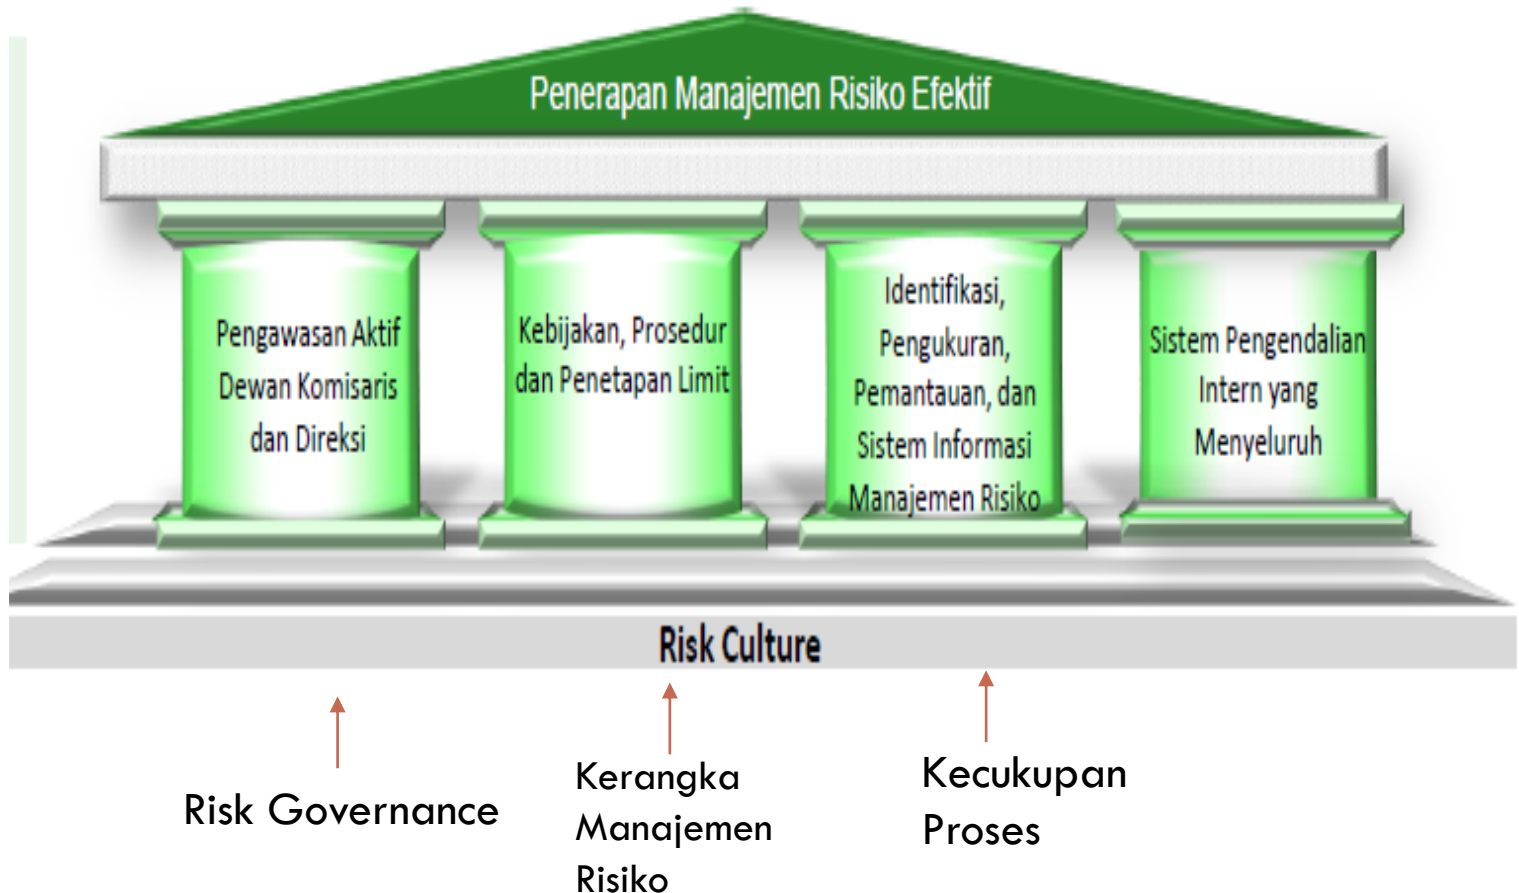 Penerapan Manajemen Risiko Efektif
Pengawasan Aktif
Dewan Komisaris
dan Direksi
Kebijakan, Prosedur
dan Penetapan Limit
Identifikasi,
Pengukuran,
Pemantauan, dan
Sistem Informasi
Manajemen Risiko
Sistem Pengendalian
Intern yang
Menyeluruh
Risk Culture
Risk Governance
Kerangka
Manajemen
Risiko
Kecukupan
Proses